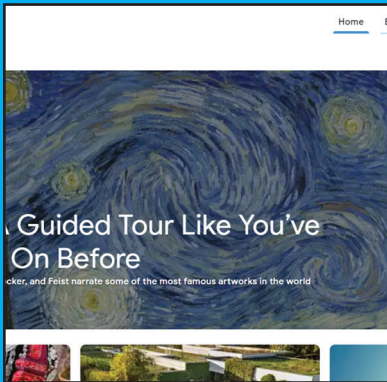 Home
Guided Tour Like You've
On Before
and Feist narrate some of the most famous artworks in the world